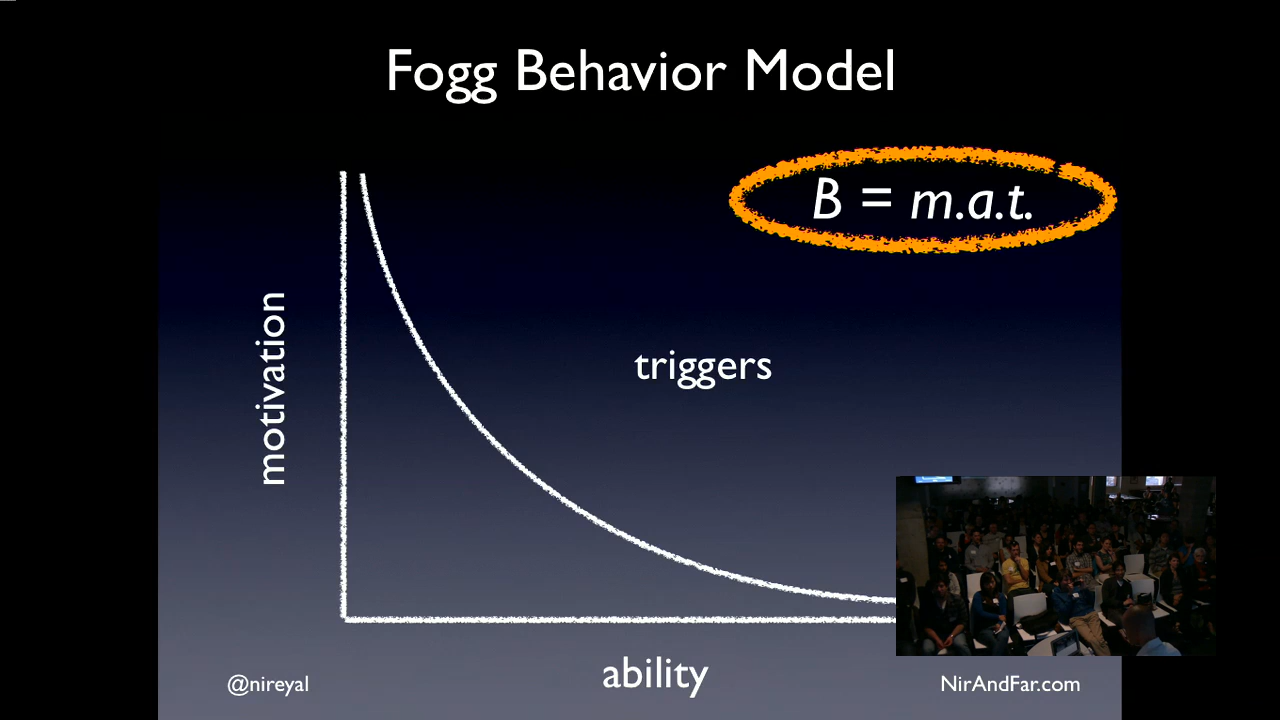 Fogg Behavior Model
B = m.a.t.
motivation
triggers
ability
@nireyal
NirAndFar.com